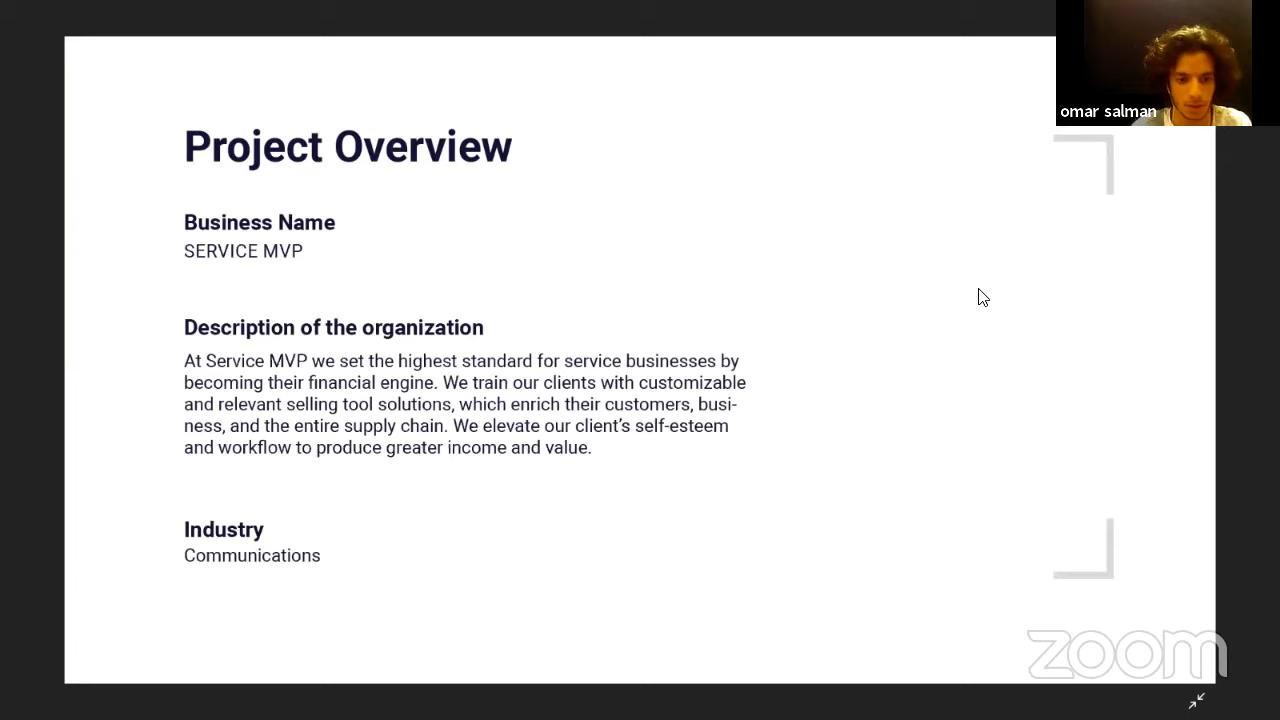 omar salman
Project Overview
Business Name
SERVICE MVP
Description of the organization
At Service MVP we set the highest standard for service businesses by
becoming their financial engine. We train our clients with customizable
and relevant selling tool solutions, which enrich their customers, busi-
ness, and the entire supply chain. We elevate our client’s self-esteem
and workflow to produce greater income and value.
Industry
Communications
zoom